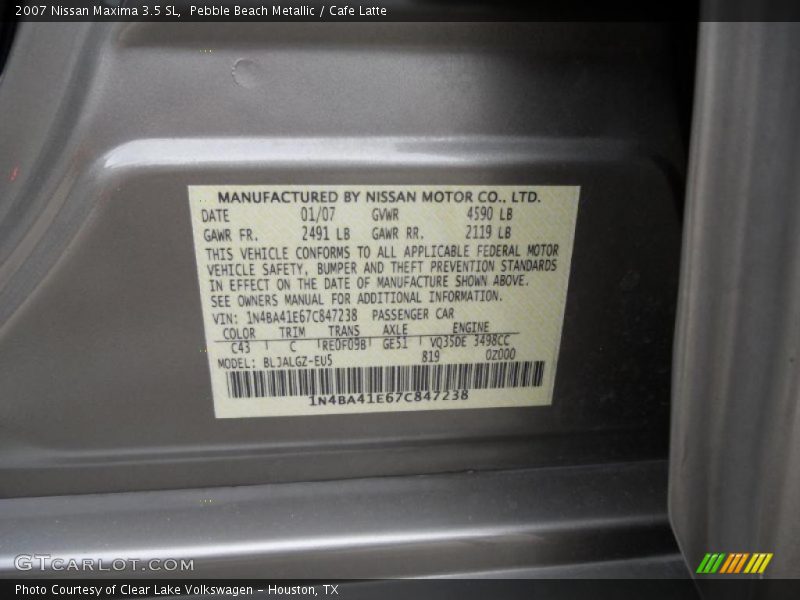 2007 Nissan Maxima 3.5 SL, Pebble Beach Metallic / Cafe Latte
MANUFACTURED BY NISSAN MOTOR CO., LTD.
DATE 01/07 GVWR 4590 LB
GAWR FR. 2491 LB GAWR RR. 2119 LB
THIS VEHICLE CONFORMS TO ALL APPLICABLE FEDERAL MOTOR
VEHICLE SAFETY, BUMPER AND THEFT PREVENTION STANDARDS
IN EFFECT ON THE DATE OF MANUFACTURE SHOWN ABOVE.
SEE OWNERS MANUAL FOR ADDITIONAL INFORMATION.
VIN: 1N4BA41E67C847238 PASSENGER CAR
COLOR TRIM TRANS AXLE ENGINE
C43 C RE0F09B GE51 VQ35DE 3498CC
MODEL: BLJALGZ-EU5 819 0Z000
1N4BA41E67C847238
GTCARLOT.COM
Photo Courtesy of Clear Lake Volkswagen - Houston, TX